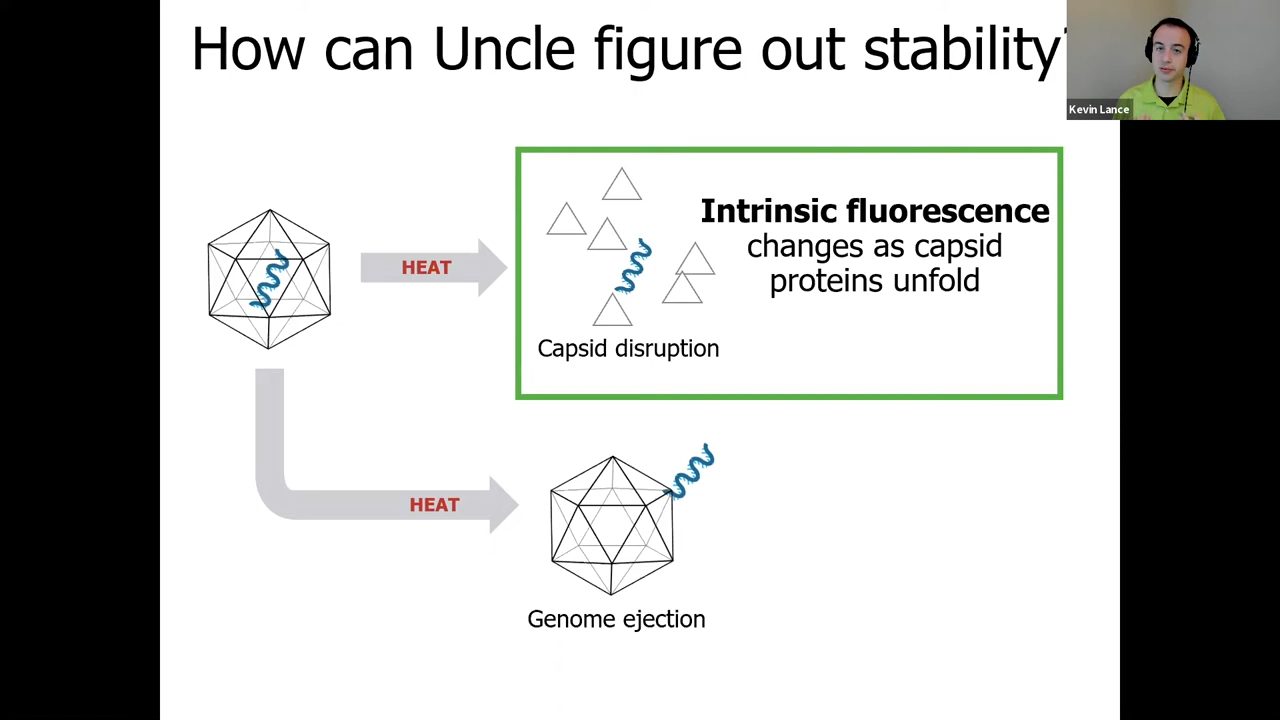 How can Uncle figure out stability?
Kevin Lance
HEAT
Intrinsic fluorescence
changes as capsid
proteins unfold
Capsid disruption
HEAT
Genome ejection